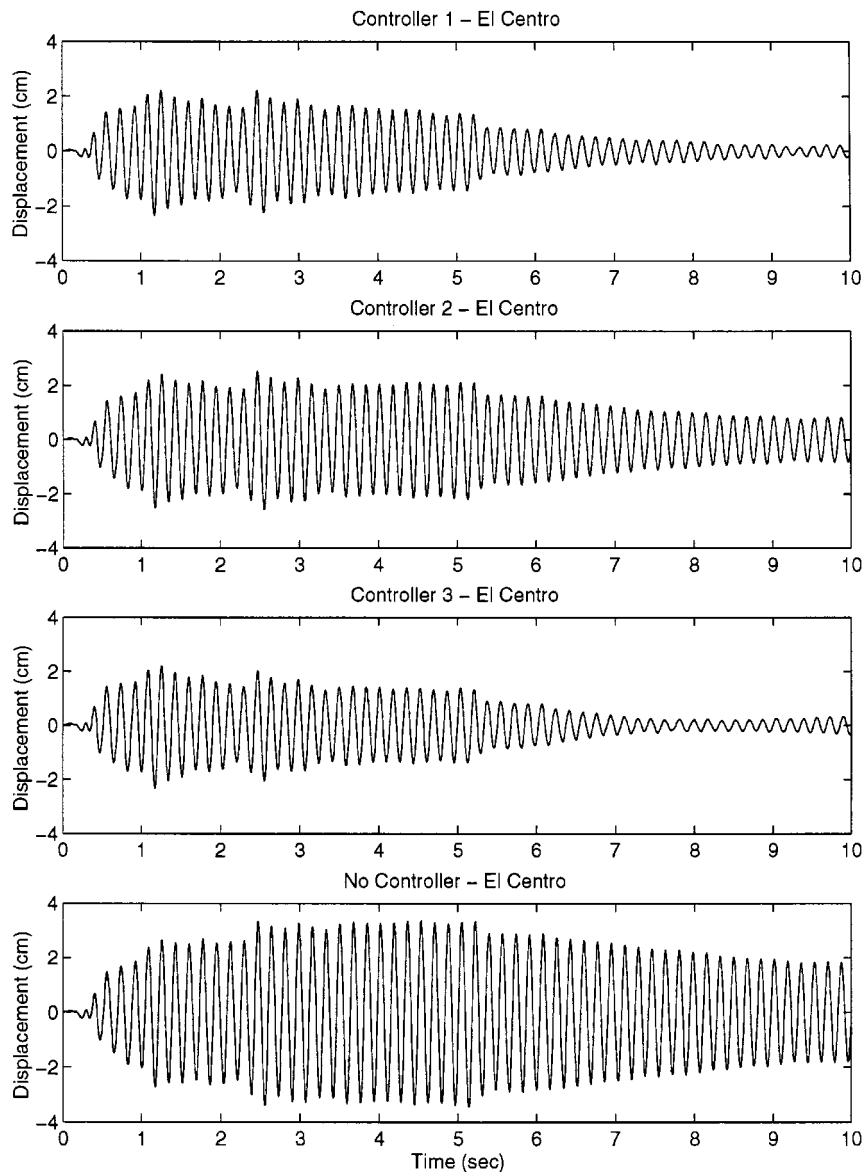 Controller 1 – El Centro
4
2
0
−2
−4
Displacement (cm)
0 1 2 3 4 5 6 7 8 9 10
Controller 2 – El Centro
4
2
0
−2
−4
Displacement (cm)
0 1 2 3 4 5 6 7 8 9 10
Controller 3 – El Centro
4
2
0
−2
−4
Displacement (cm)
0 1 2 3 4 5 6 7 8 9 10
No Controller – El Centro
4
2
0
−2
−4
Displacement (cm)
0 1 2 3 4 5 6 7 8 9 10
Time (sec)